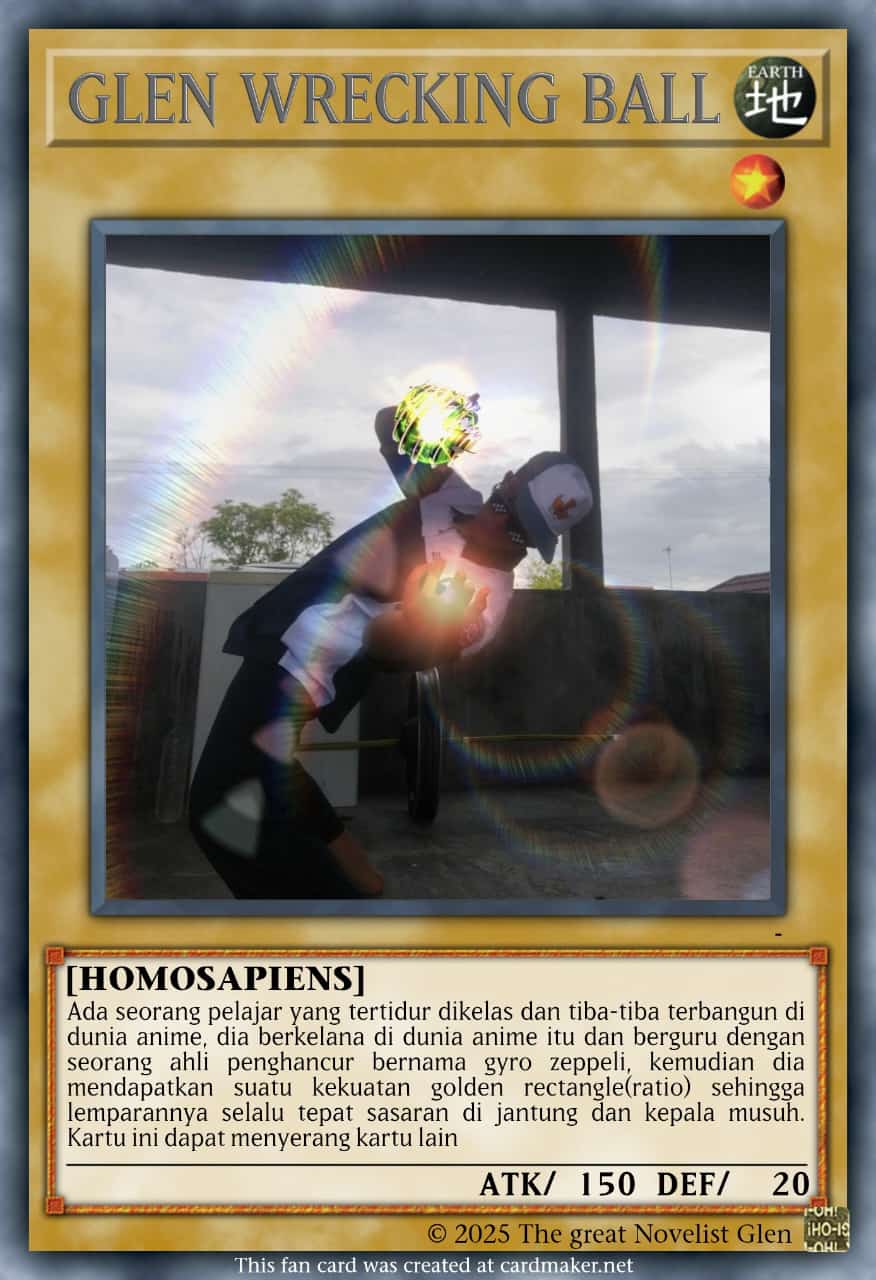 GLEN WRECKING BALL
EARTH
地
-
[HOMOSAPIENS]
Ada seorang pelajar yang tertidur dikelas dan tiba-tiba terbangun di
dunia anime, dia berkelana di dunia anime itu dan berguru dengan
seorang ahli penghancur bernama gyro zeppeli, kemudian dia
mendapatkan suatu kekuatan golden rectangle(ratio) sehingga
lemparannya selalu tepat sasaran di jantung dan kepala musuh.
Kartu ini dapat menyerang kartu lain
ATK/ 150 DEF/ 20
© 2025 The great Novelist Glen
This fan card was created at cardmaker.net